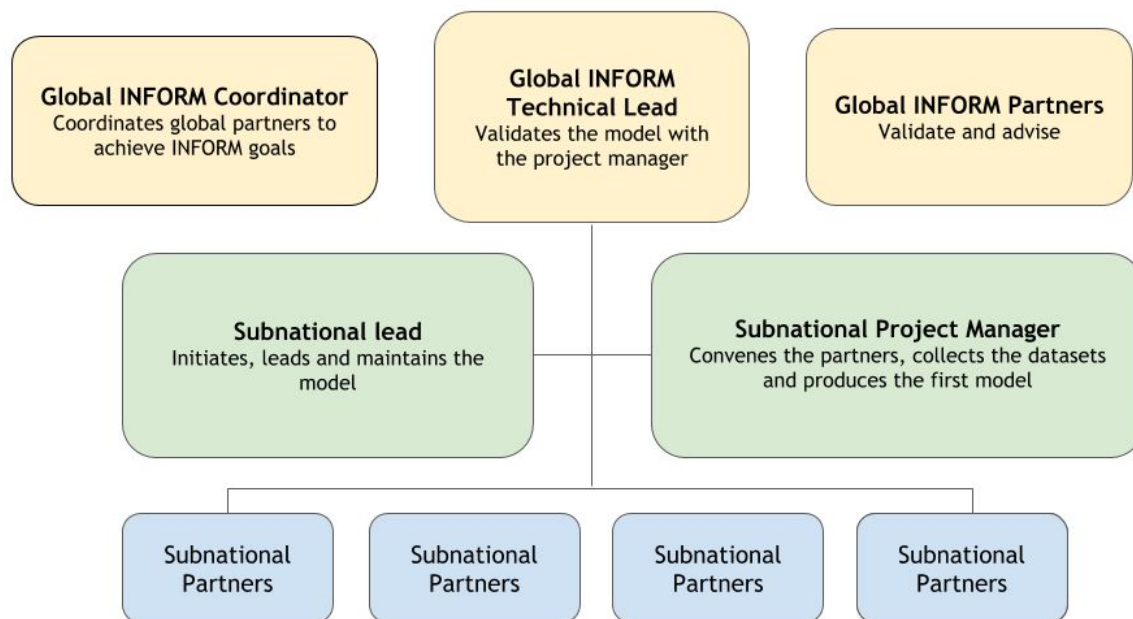 Global INFORM Coordinator
Coordinates global partners to
achieve INFORM goals
Global INFORM
Technical Lead
Validates the model with
the project manager
Global INFORM Partners
Validate and advise
Subnational lead
Initiates, leads and maintains the
model
Subnational Project Manager
Convenes the partners, collects the datasets
and produces the first model
Subnational
Partners
Subnational
Partners
Subnational
Partners
Subnational
Partners